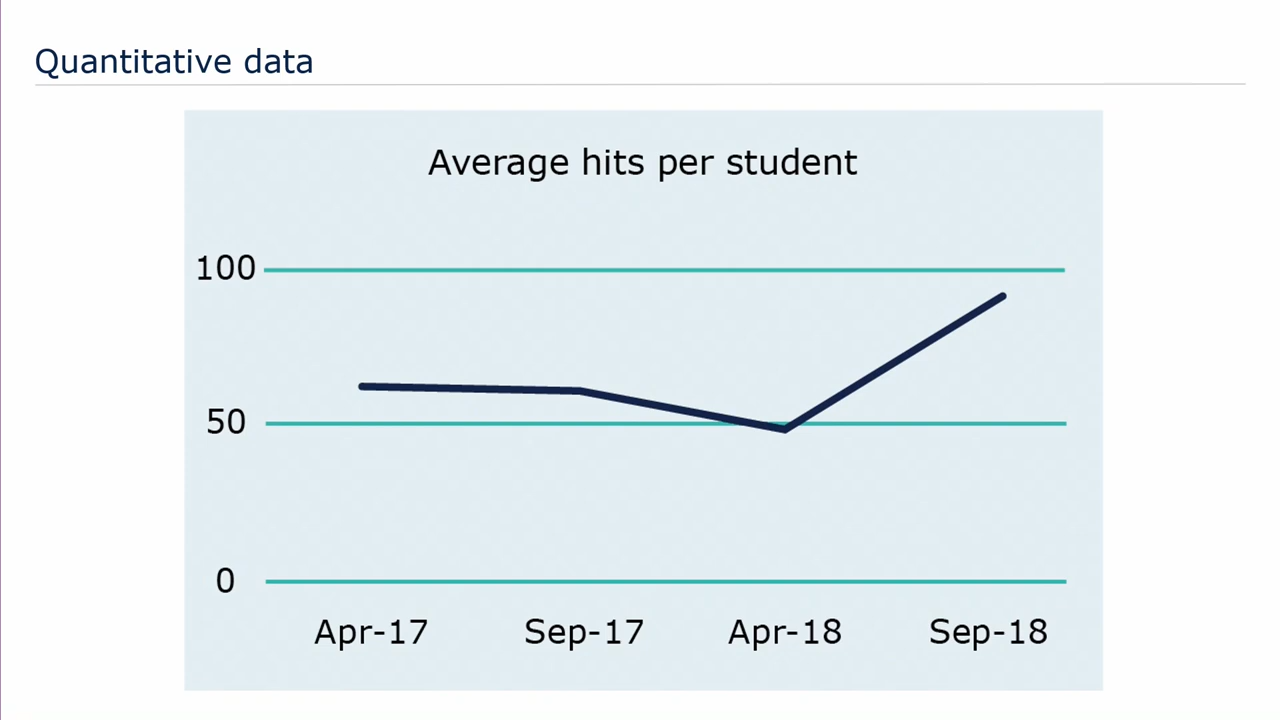 Quantitative data
Average hits per student
100
50
0
Apr-17 Sep-17 Apr-18 Sep-18